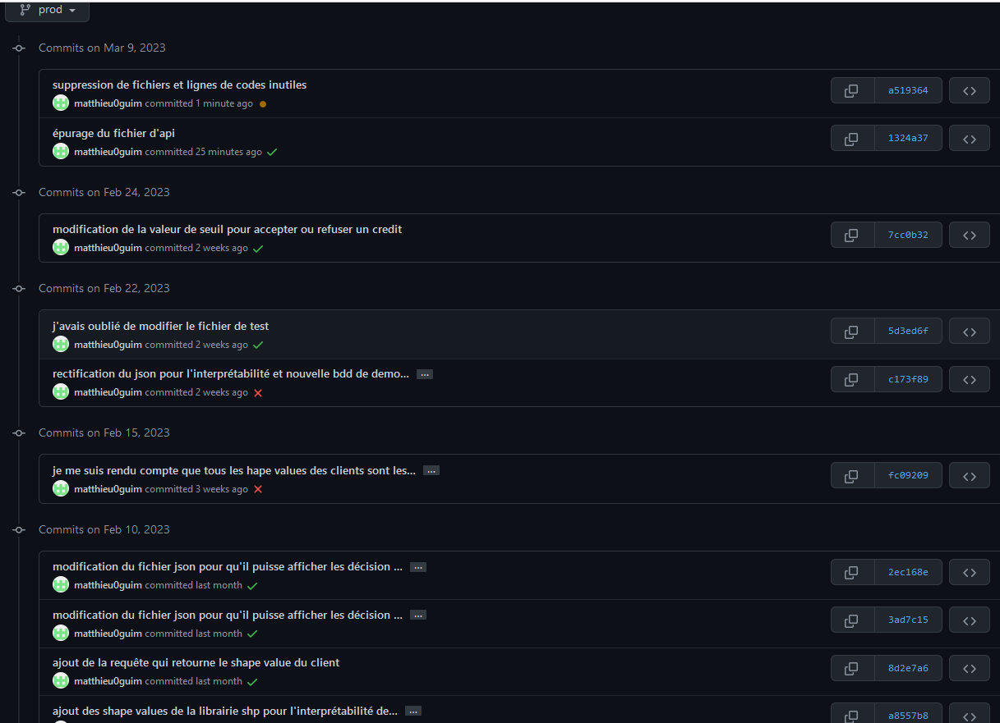 prod
Commits on Mar 9, 2023
suppression de fichiers et lignes de codes inutiles
a519364
matthieu0guim committed 1 minute ago
épurage du fichier d'api
1324a37
matthieu0guim committed 25 minutes ago
Commits on Feb 24, 2023
modification de la valeur de seuil pour accepter ou refuser un credit
7cc0b32
matthieu0guim committed 2 weeks ago
Commits on Feb 22, 2023
j'avais oublié de modifier le fichier de test
5d3ed6f
matthieu0guim committed 2 weeks ago
rectification du json pour l'interprétabilité et nouvelle bdd de demo... ...
c173f89
matthieu0guim committed 2 weeks ago
Commits on Feb 15, 2023
je me suis rendu compte que tous les hape values des clients sont les... ...
fc09209
matthieu0guim committed 3 weeks ago
Commits on Feb 10, 2023
modification du fichier json pour qu'il puisse afficher les décision ... ...
2ec168e
matthieu0guim committed last month
modification du fichier json pour qu'il puisse afficher les décision ... ...
3ad7c15
matthieu0guim committed last month
ajout de la requête qui retourne le shape value du client
8d2e7a6
matthieu0guim committed last month
ajout des shape values de la librairie shp pour l'interprétabilité de... ...
a8557b8